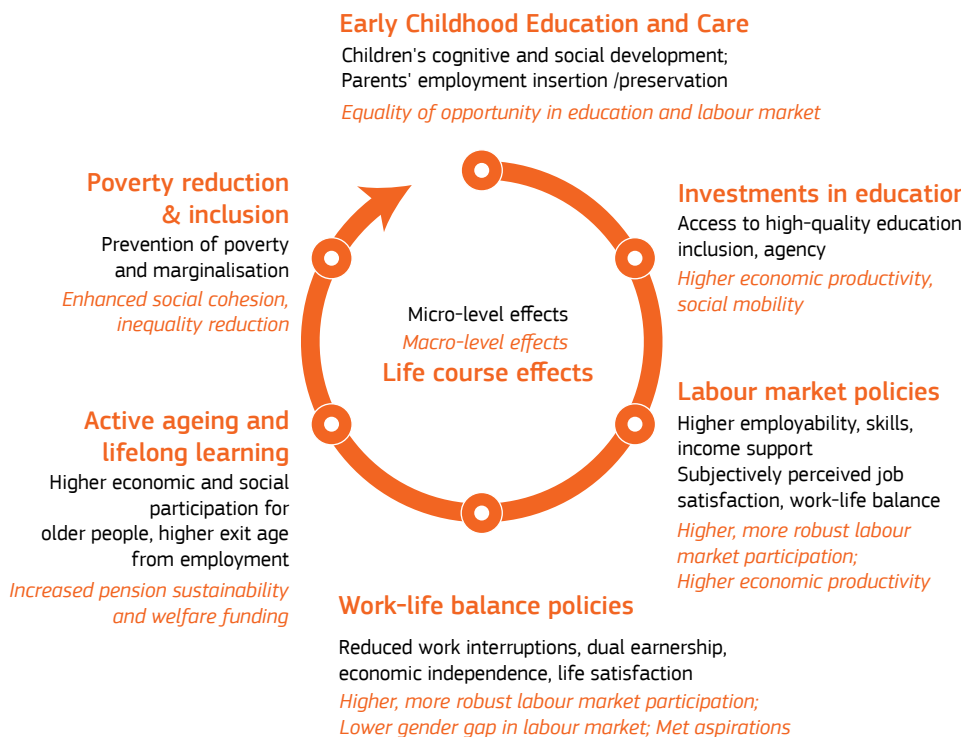 Early Childhood Education and Care
Children's cognitive and social development;
Parents' employment insertion /preservation
Equality of opportunity in education and labour market
Investments in education
Access to high-quality education
inclusion, agency
Higher economic productivity,
social mobility
Labour market policies
Higher employability, skills,
income support
Subjectively perceived job
satisfaction, work-life balance
Higher, more robust labour
market participation;
Higher economic productivity
Work-life balance policies
Reduced work interruptions, dual earnership,
economic independence, life satisfaction
Higher, more robust labour market participation;
Lower gender gap in labour market; Met aspirations
Active ageing and
lifelong learning
Higher economic and social
participation for
older people, higher exit age
from employment
Increased pension sustainability
and welfare funding
Poverty reduction
& inclusion
Prevention of poverty
and marginalisation
Enhanced social cohesion,
inequality reduction
Micro-level effects
Macro-level effects
Life course effects